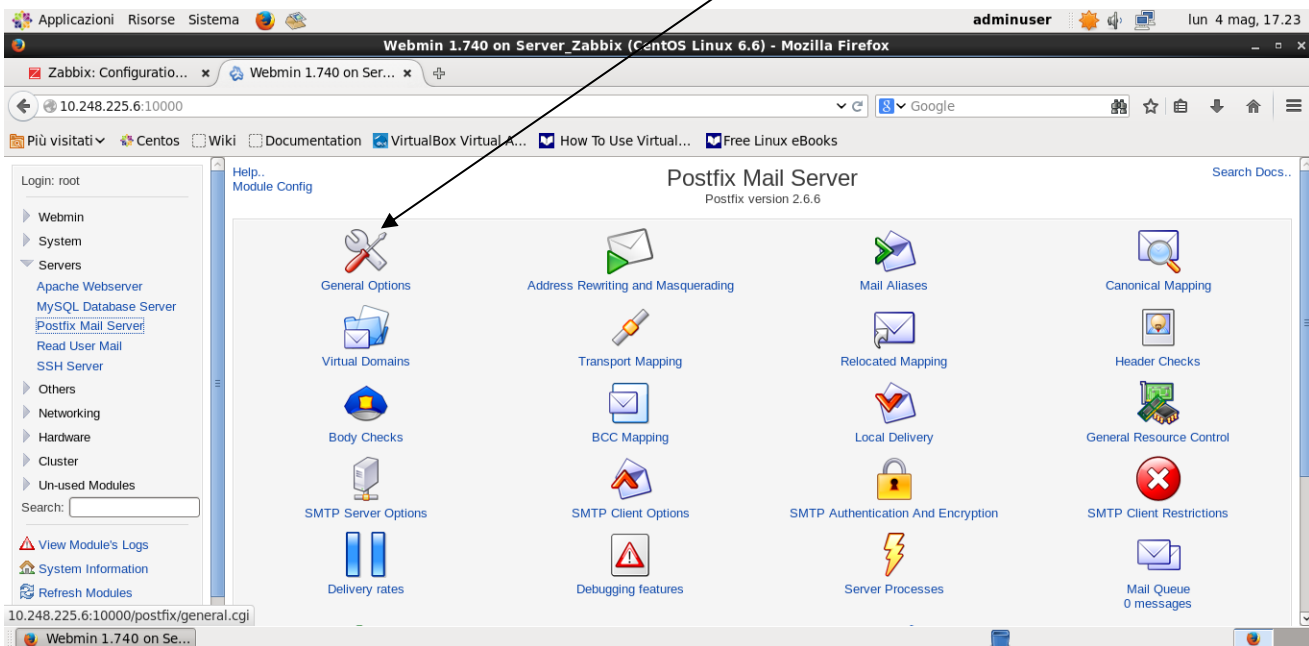 Applicazioni Risorse Sistema adminuser lun 4 mag, 17.23
Webmin 1.740 on Server_Zabbix (CentOS Linux 6.6) - Mozilla Firefox
Zabbix: Configuratio... Webmin 1.740 on Ser...
10.248.225.6:10000 Google
Più visitati Centos Wiki Documentation VirtualBox Virtual A... How To Use Virtual... Free Linux eBooks
Login: root
Webmin
System
Servers
Apache Webserver
MySQL Database Server
Postfix Mail Server
Read User Mail
SSH Server
Others
Networking
Hardware
Cluster
Un-used Modules
Search:
View Module's Logs
System Information
Refresh Modules
Help..
Module Config
Postfix Mail Server
Postfix version 2.6.6
Search Docs..
General Options Address Rewriting and Masquerading Mail Aliases Canonical Mapping
Virtual Domains Transport Mapping Relocated Mapping Header Checks
Body Checks BCC Mapping Local Delivery General Resource Control
SMTP Server Options SMTP Client Options SMTP Authentication And Encryption SMTP Client Restrictions
Delivery rates Debugging features Server Processes Mail Queue
0 messages
10.248.225.6:10000/postfix/general.cgi
Webmin 1.740 on Se...